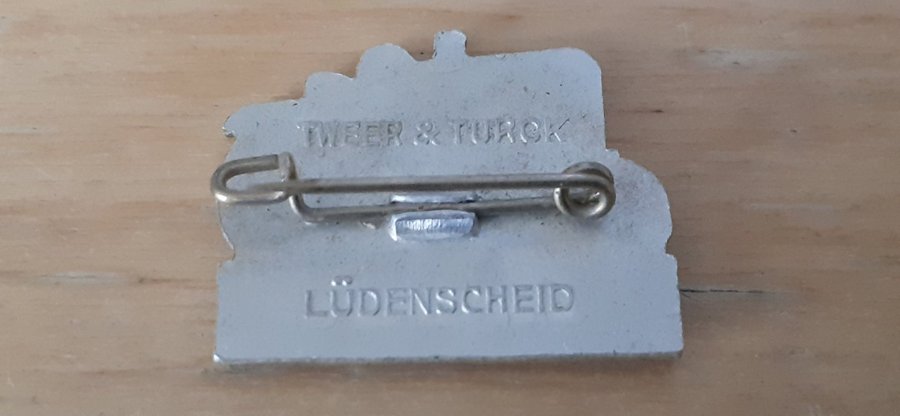 TWEER & TURCK
LÜDENSCHEID